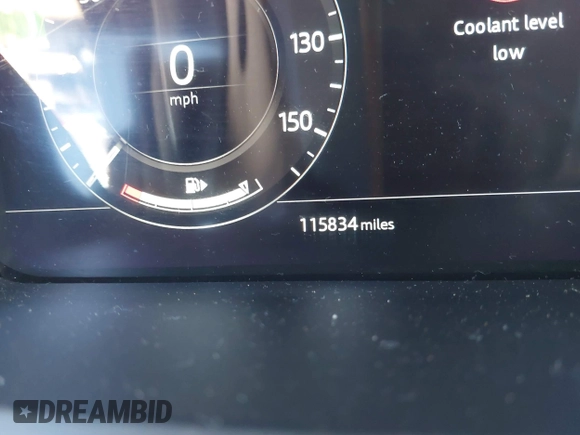 130
Coolant level
low
0
mph
150
115834 miles
DREAMBID